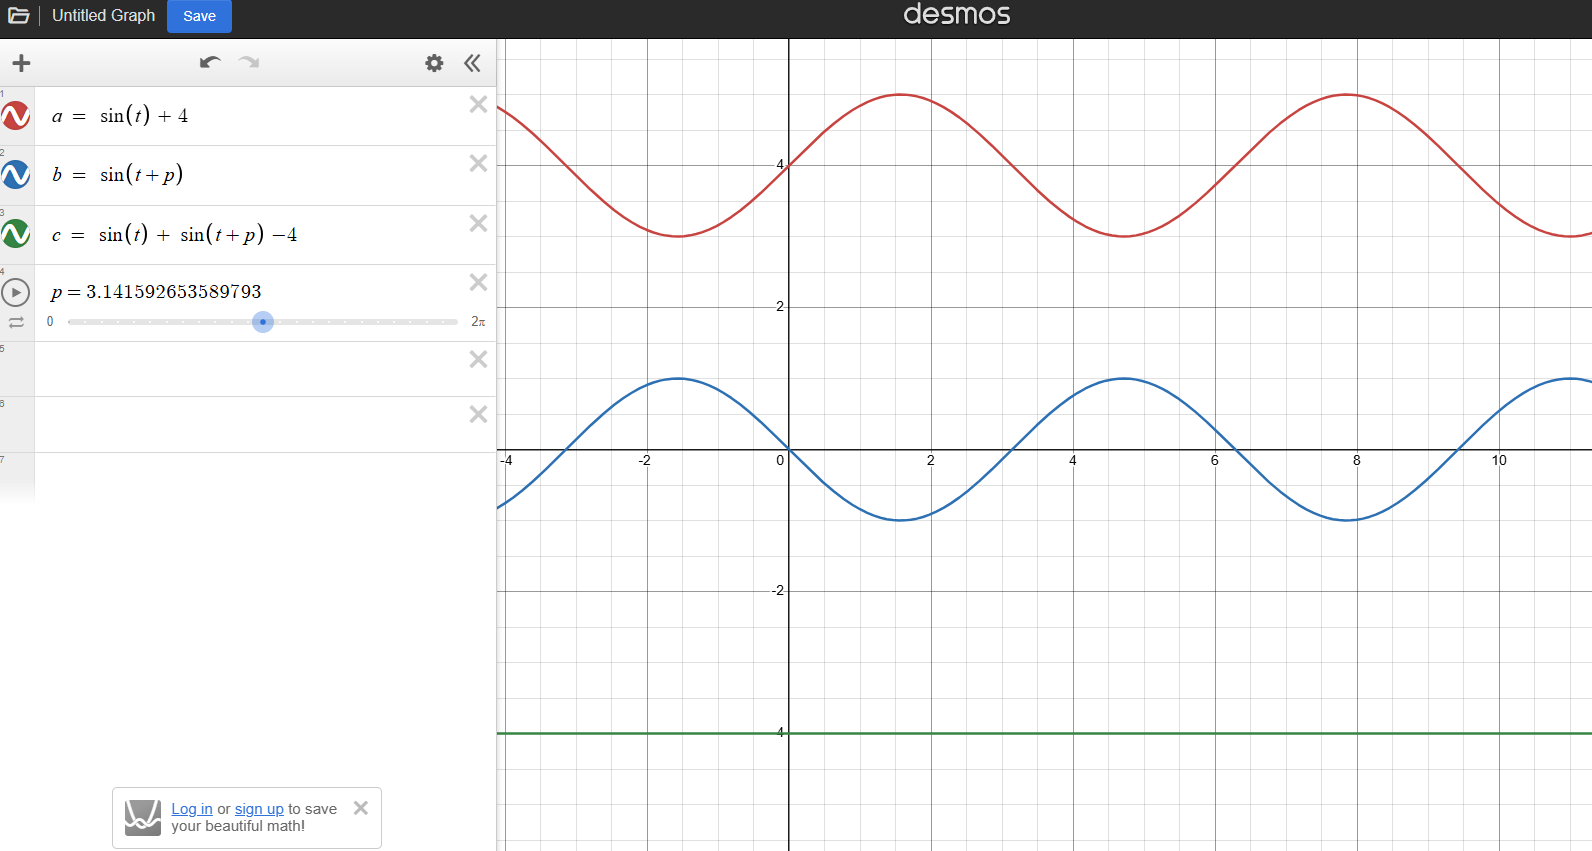 Untitled Graph
Save
desmos
1
a = sin(t) + 4
2
b = sin(t+p)
3
c = sin(t) + sin(t+p) −4
4
p = 3.141592653589793
0
2π
5
6
7
Log in or sign up to save
your beautiful math!
4
2
-4 -2 0 2 4 6 8 10
-2
4